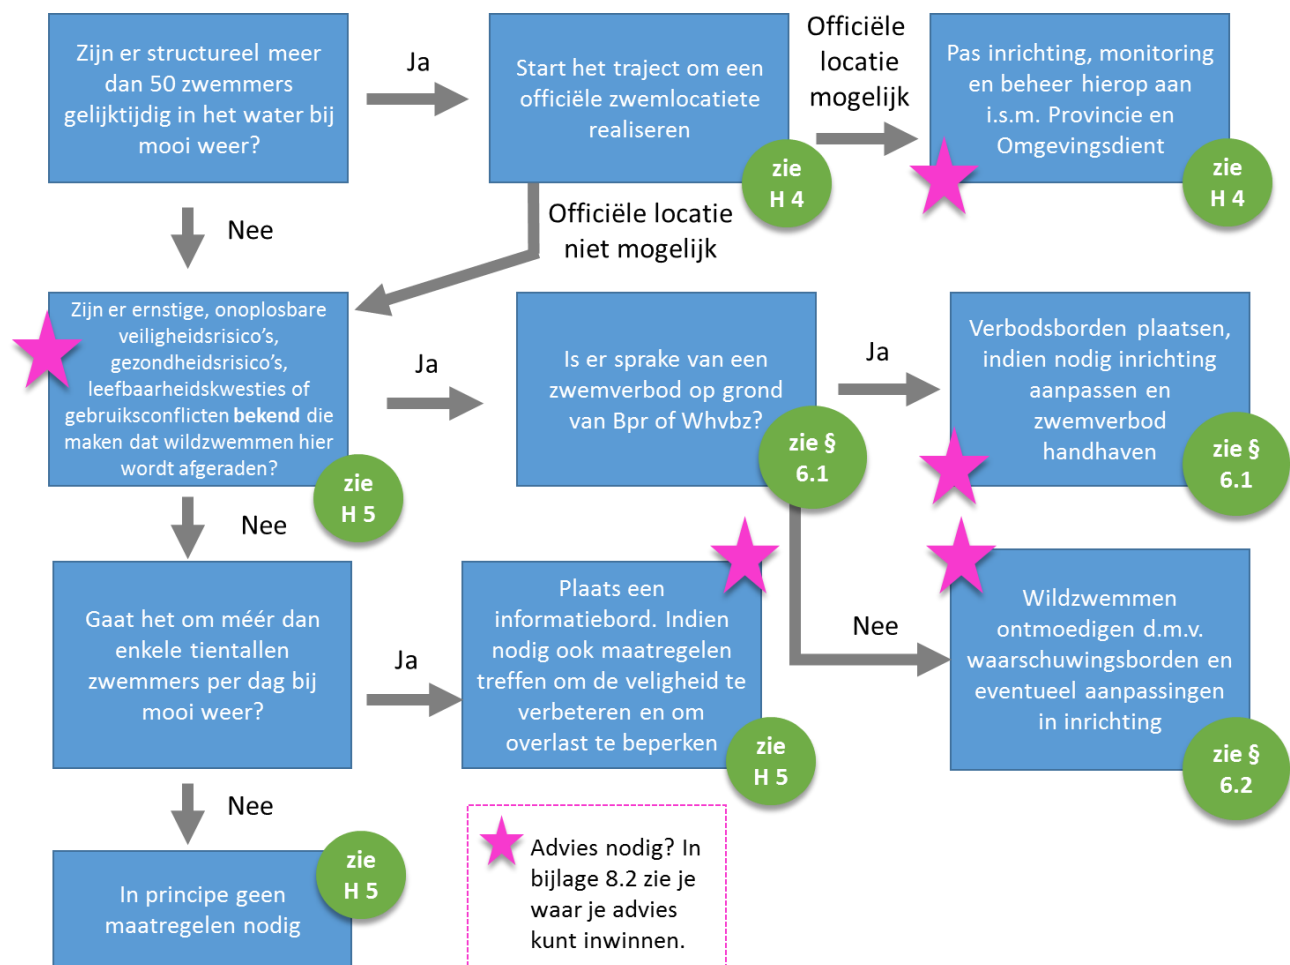 Zijn er structureel meer
dan 50 zwemmers
gelijktijdig in het water bij
mooi weer?
Ja
Start het traject om een
officiële zwemlocatiete
realiseren
zie
H 4
Officiële
locatie
mogelijk
Pas inrichting, monitoring
en beheer hierop aan
i.s.m. Provincie en
Omgevingsdient
zie
H 4
Nee
Officiële locatie
niet mogelijk
Zijn er ernstige, onoplosbare
veiligheidsrisico’s,
gezondheidsrisico’s,
leefbaarheidskwesties of
gebruiksconflicten bekend die
maken dat wildzwemmen hier
wordt afgeraden?
zie
H 5
Ja
Is er sprake van een
zwemverbod op grond
van Bpr of Whvbz?
zie §
6.1
Ja
Verbodsborden plaatsen,
indien nodig inrichting
aanpassen en
zwemverbod
handhaven
zie §
6.1
Nee
Gaat het om méér dan
enkele tientallen
zwemmers per dag bij
mooi weer?
Ja
Plaats een
informatiebord. Indien
nodig ook maatregelen
treffen om de veligheid te
verbeteren en om
overlast te beperken
zie
H 5
Nee
Wildzwemmen
ontmoedigen d.m.v.
waarschuwingsborden en
eventueel aanpassingen
in inrichting
zie §
6.2
Nee
In principe geen
maatregelen nodig
zie
H 5
Advies nodig? In
bijlage 8.2 zie je
waar je advies
kunt inwinnen.